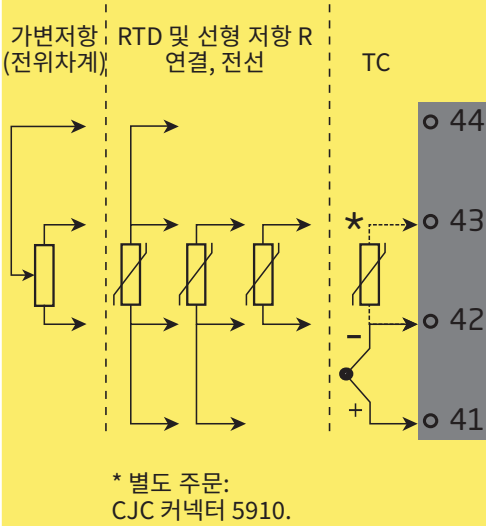 가변저항
(전위차계)
RTD 및 선형 저항 R
연결, 전선
TC
44
* 43
42
-
+
41
* 별도 주문:
CJC 커넥터 5910.